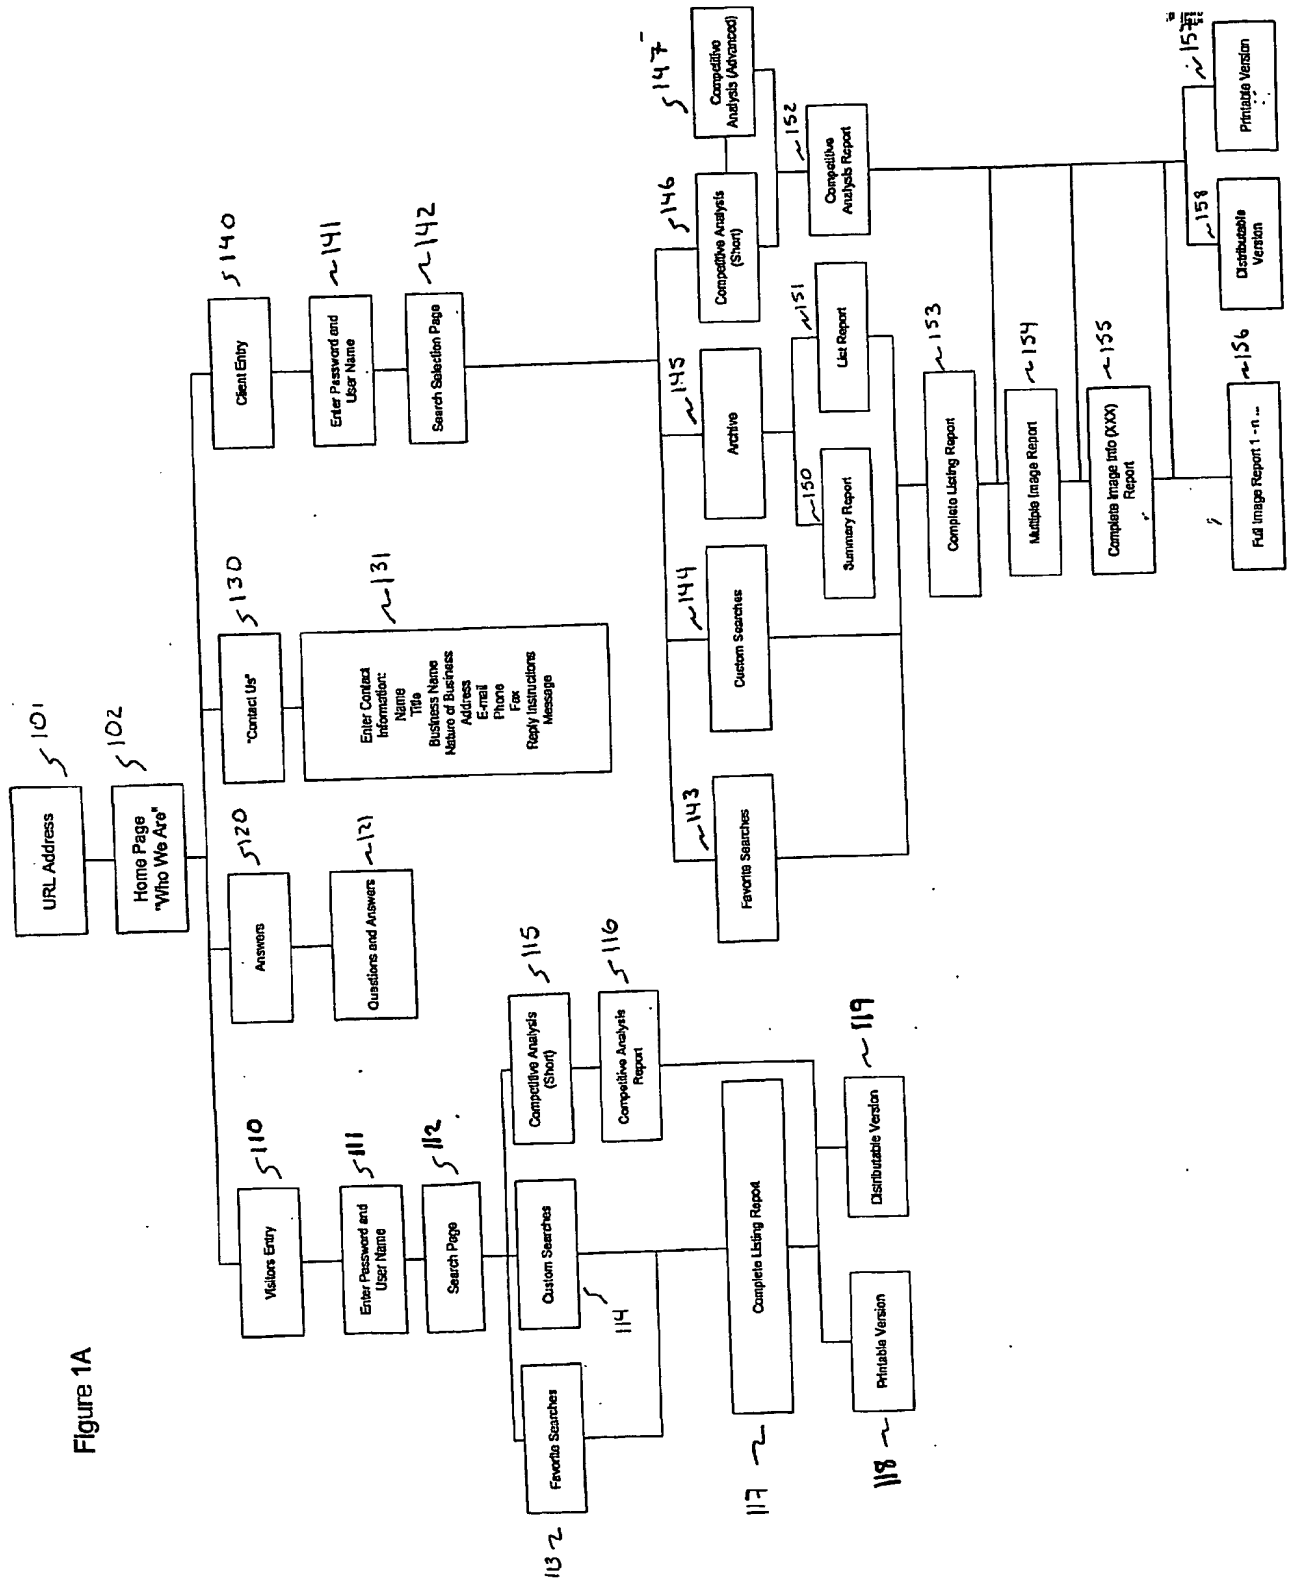 Figure 1A
URL Address
101
Home Page
"Who We Are"
102
Visitors Entry
110
Enter Password and
User Name
111
Search Page
112
Favorite Searches
113
Custom Searches
114
Competitive Analysis
(Short)
115
Competitive Analysis
Report
116
Complete Listing Report
117
Printable Version
118
Distributable Version
119
Answers
120
Questions and Answers
121
"Contact Us"
130
Enter Contact
Information:
Name
Title
Business Name
Nature of Business
Address
E-mail
Phone
Fax
Reply Instructions
Message
131
Client Entry
140
Enter Password and
User Name
141
Search Selection Page
142
Favorite Searches
143
Custom Searches
144
Archive
145
Competitive Analysis
(Short)
146
Competitive
Analysis (Advanced)
147
Summary Report
150
List Report
151
Competitive
Analysis Report
152
Complete Listing Report
153
Multiple Image Report
154
Complete Image Info (XXX)
Report
155
Full Image Report 1 - n ...
156
Distributable
Version
158
Printable Version
157